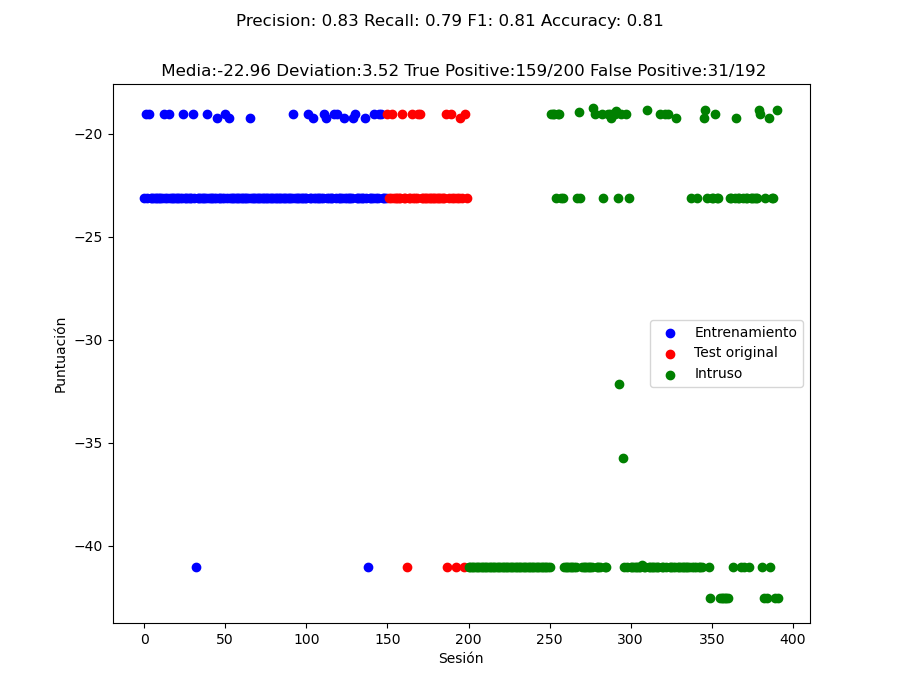 Precision: 0.83 Recall: 0.79 F1: 0.81 Accuracy: 0.81
Media:-22.96 Deviation:3.52 True Positive:159/200 False Positive:31/192
−20
−25
−30
−35
−40
Puntuación
Entrenamiento
Test original
Intruso
0 50 100 150 200 250 300 350 400
Sesión